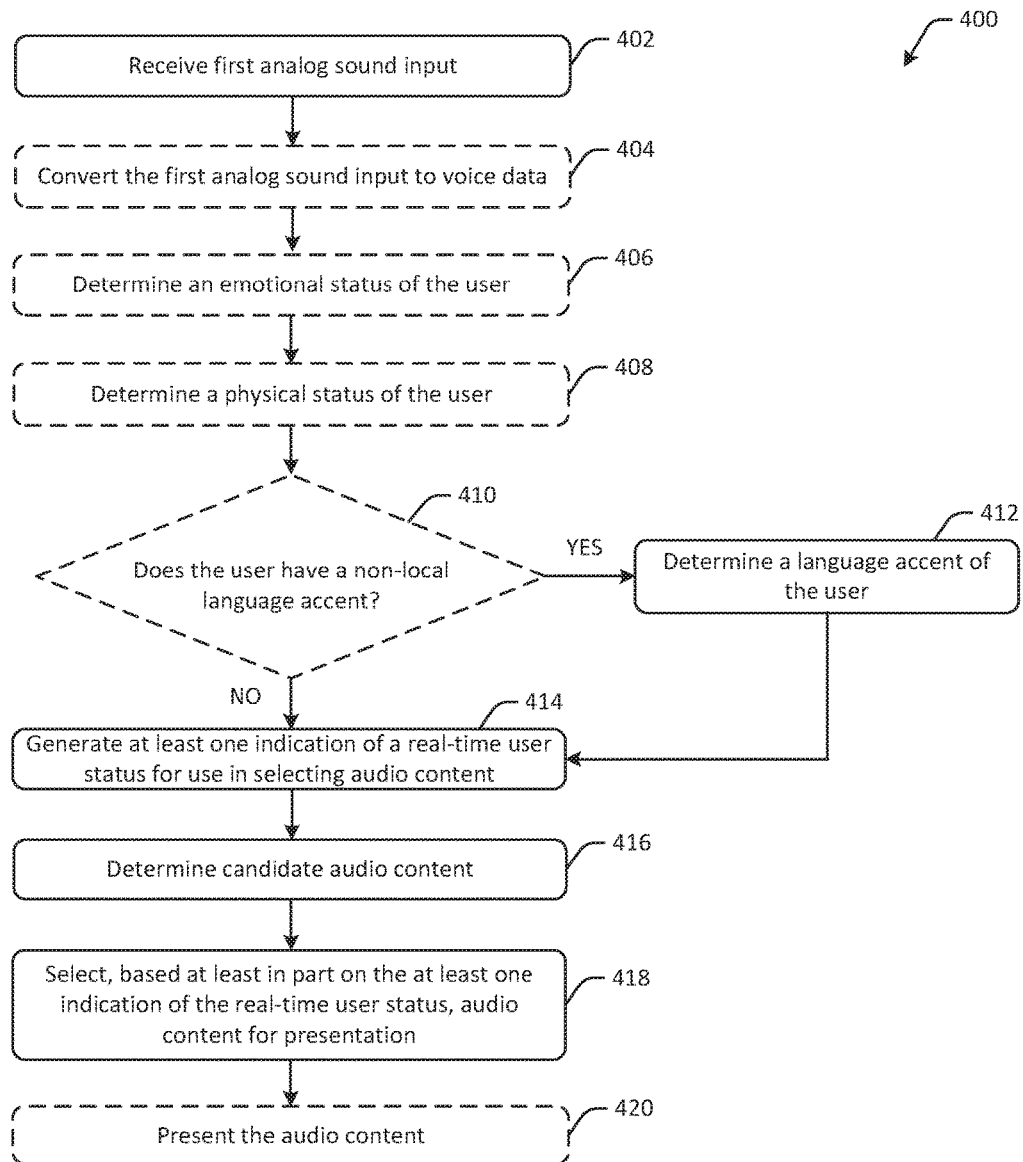 400
402
Receive first analog sound input
404
Convert the first analog sound input to voice data
406
Determine an emotional status of the user
408
Determine a physical status of the user
410
Does the user have a non-local
language accent?
YES
412
Determine a language accent of
the user
NO
414
Generate at least one indication of a real-time user
status for use in selecting audio content
416
Determine candidate audio content
418
Select, based at least in part on the at least one
indication of the real-time user status, audio
content for presentation
420
Present the audio content